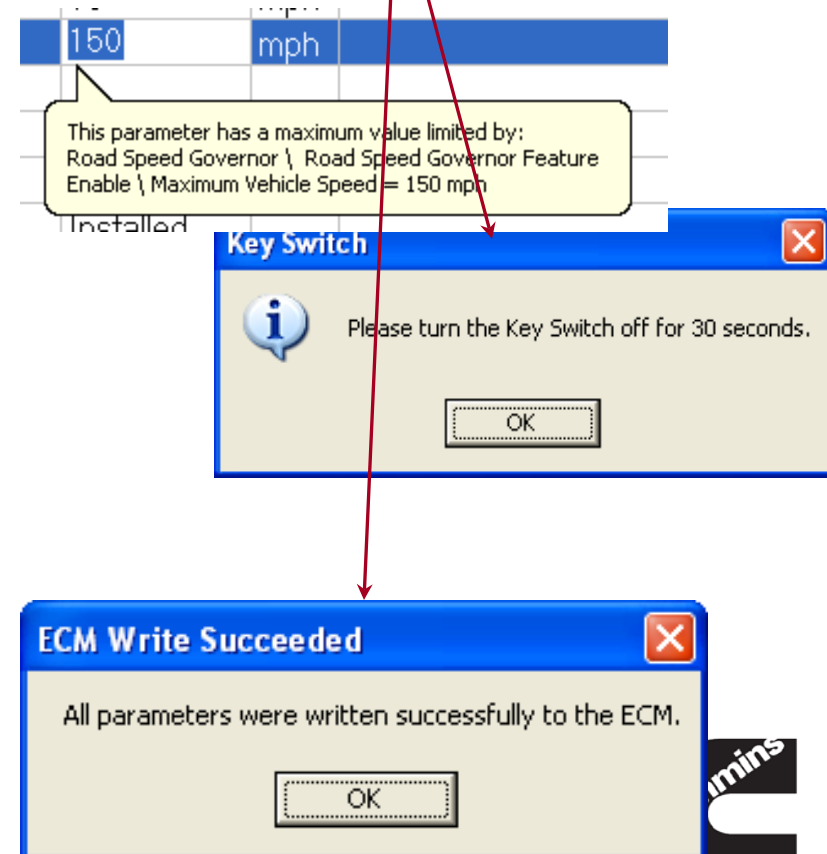 150 mph
This parameter has a maximum value limited by:
Road Speed Governor \ Road Speed Governor Feature
Enable \ Maximum Vehicle Speed = 150 mph
Installed
Key Switch
Please turn the Key Switch off for 30 seconds.
OK
ECM Write Succeeded
All parameters were written successfully to the ECM.
OK